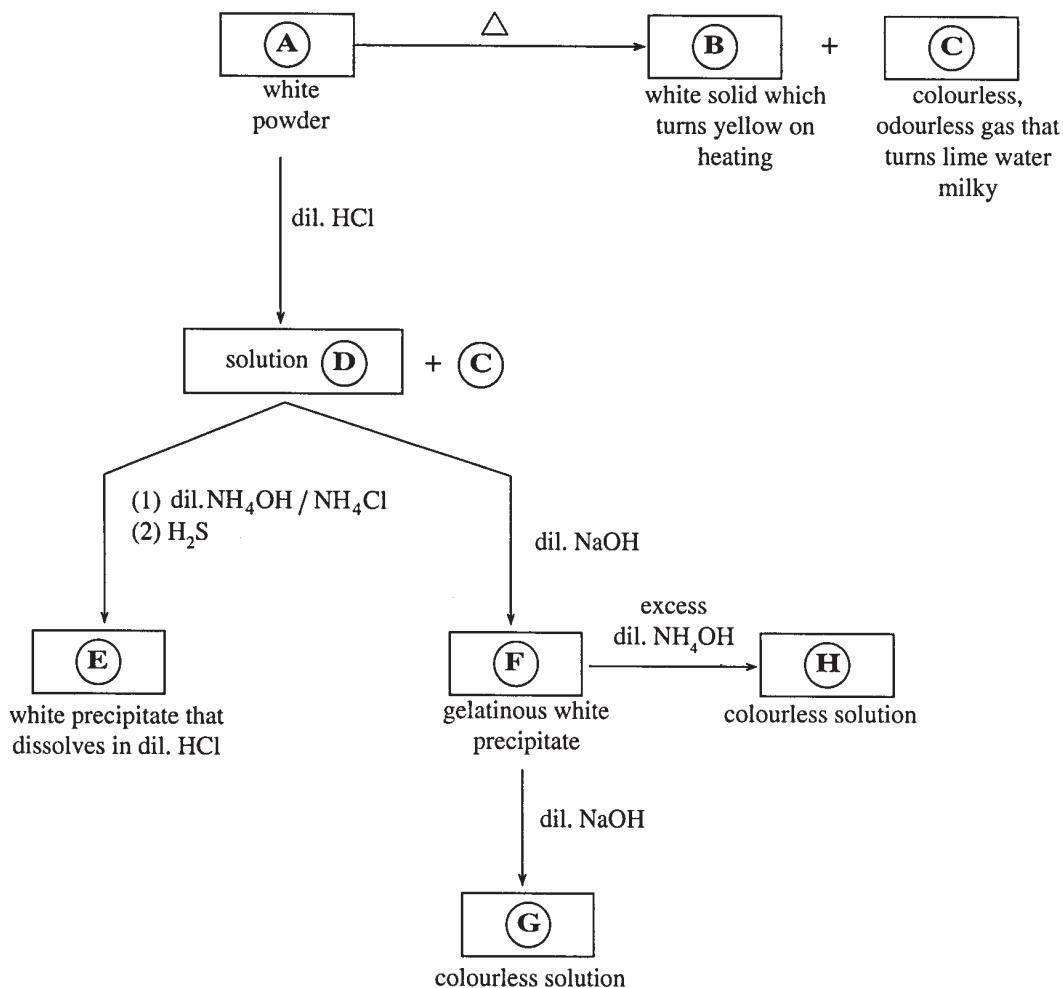 A
△
B
+
C
white
powder
white solid which
turns yellow on
heating
colourless,
odourless gas that
turns lime water
milky
dil. HCl
solution D + C
(1) dil.NH₄OH / NH₄Cl
(2) H₂S
dil. NaOH
excess
dil. NH₄OH
E
F
H
white precipitate that
dissolves in dil. HCl
gelatinous white
precipitate
colourless solution
dil. NaOH
G
colourless solution